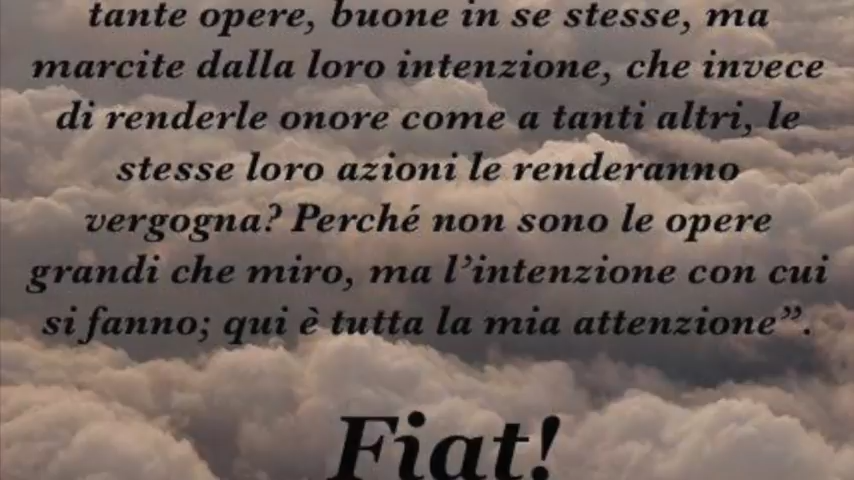 tante opere, buone in se stesse, ma
marcite dalla loro intenzione, che invece
di renderle onore come a tanti altri, le
stesse loro azioni le renderanno
vergogna? Perché non sono le opere
grandi che miro, ma l’intenzione con cui
si fanno; qui è tutta la mia attenzione”.
Fiat!